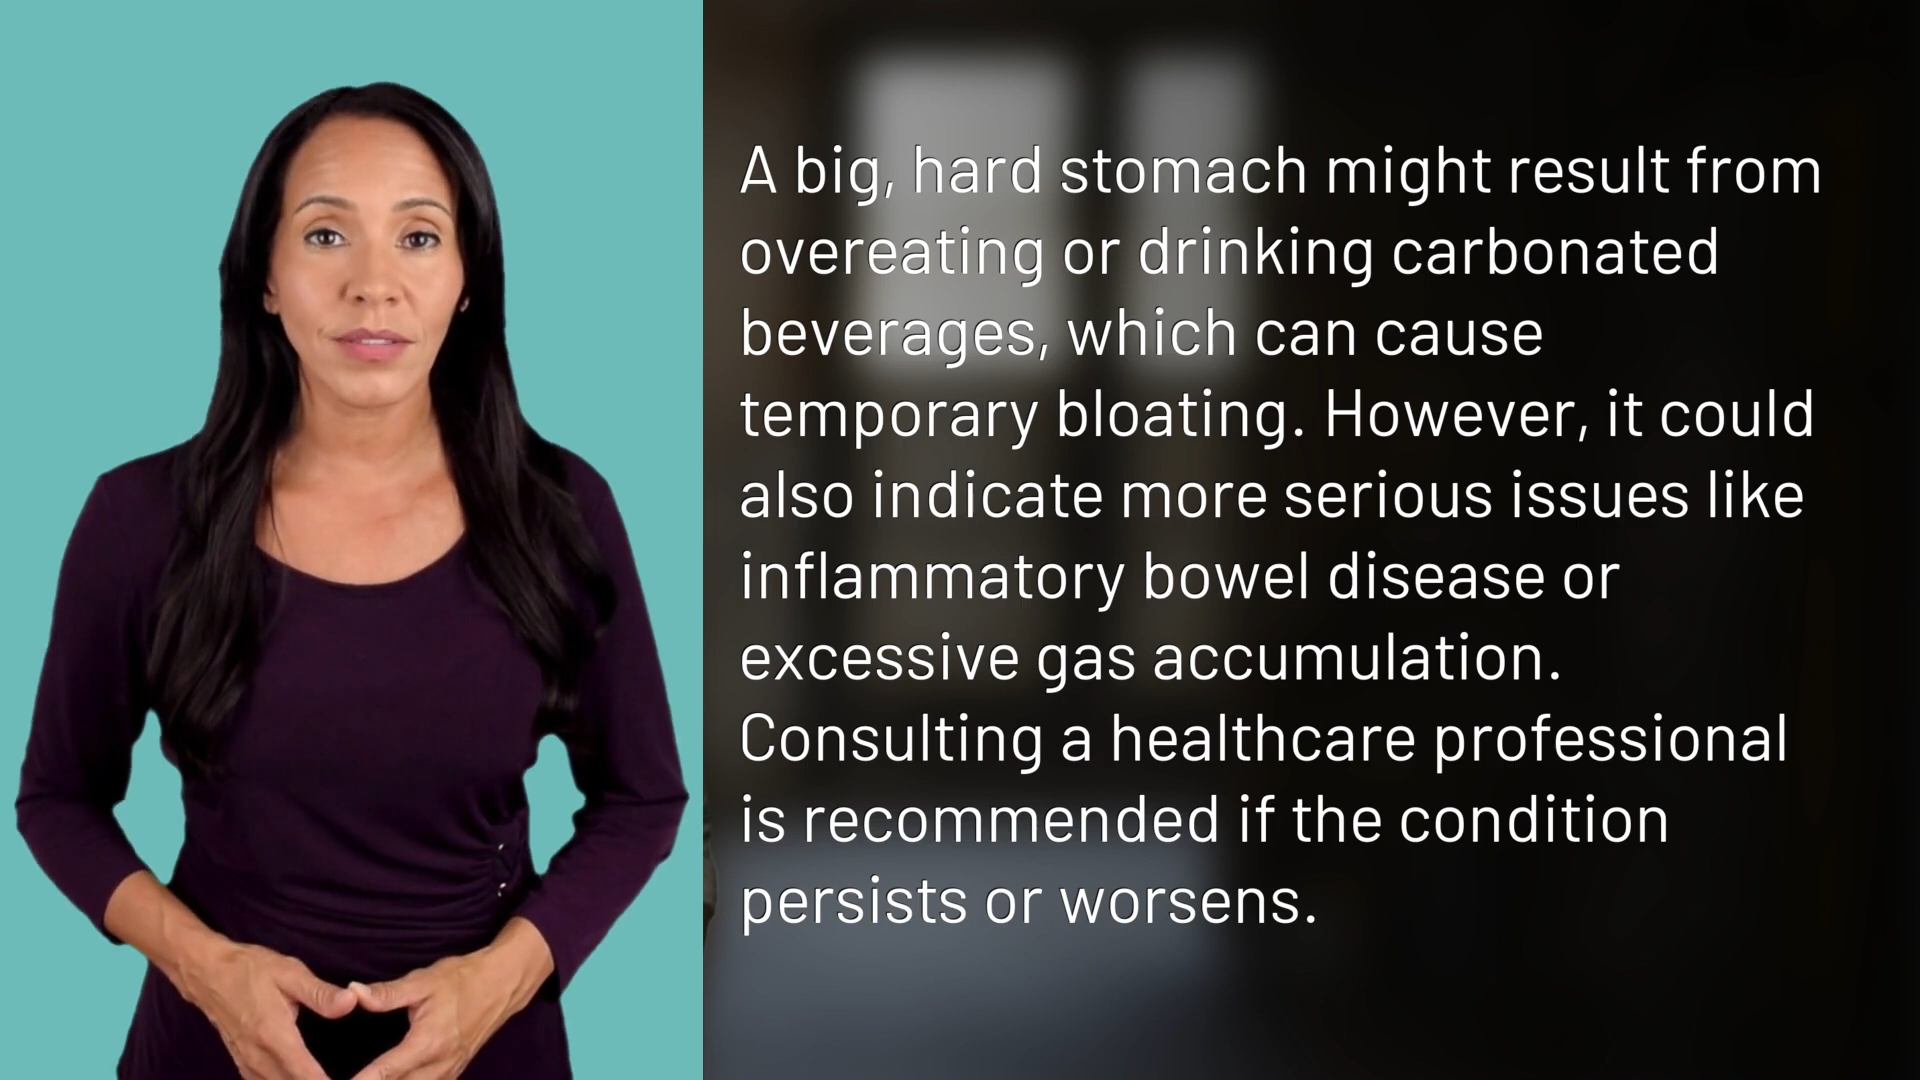 A big, hard stomach might result from
overeating or drinking carbonated
beverages, which can cause
temporary bloating. However, it could
also indicate more serious issues like
inflammatory bowel disease or
excessive gas accumulation.
Consulting a healthcare professional
is recommended if the condition
persists or worsens.